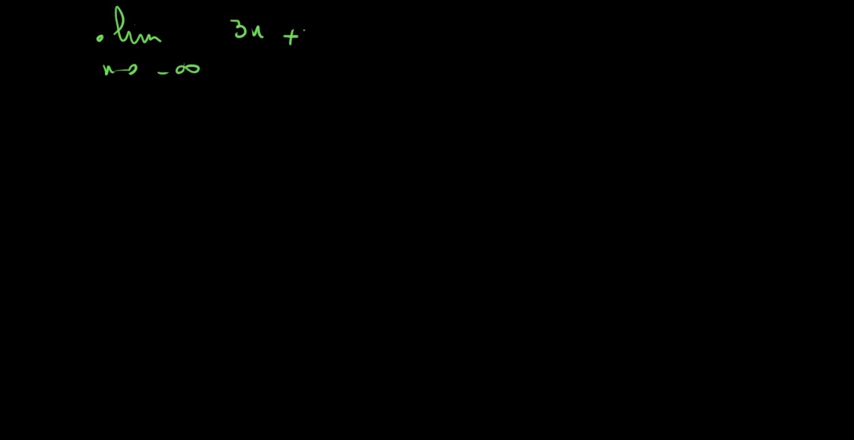 . lim 3x +
x→ -∞